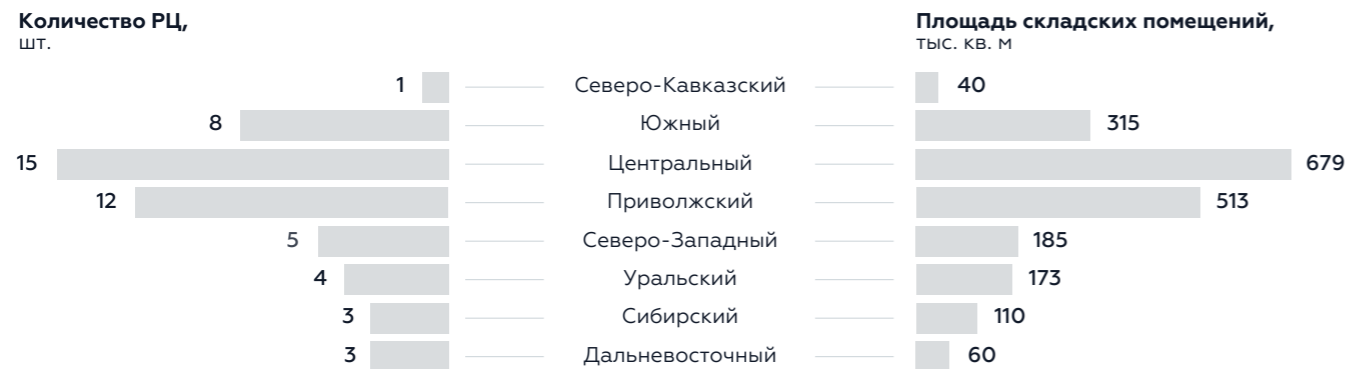 Количество РЦ,
шт.
Площадь складских помещений,
тыс. кв. м
1 Северо-Кавказский 40
8 Южный 315
15 Центральный 679
12 Приволжский 513
5 Северо-Западный 185
4 Уральский 173
3 Сибирский 110
3 Дальневосточный 60